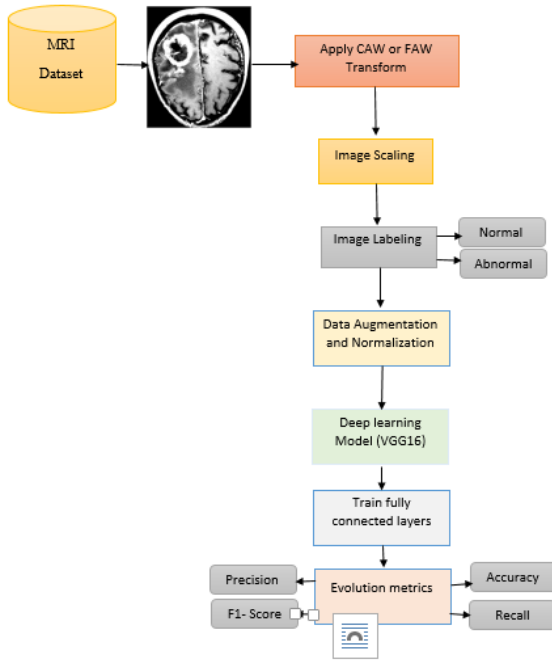 MRI
Dataset
Apply CAW or FAW
Transform
Image Scaling
Image Labeling
Normal
Abnormal
Data Augmentation
and Normalization
Deep learning
Model (VGG16)
Train fully
connected layers
Evolution metrics
Precision
F1- Score
Accuracy
Recall